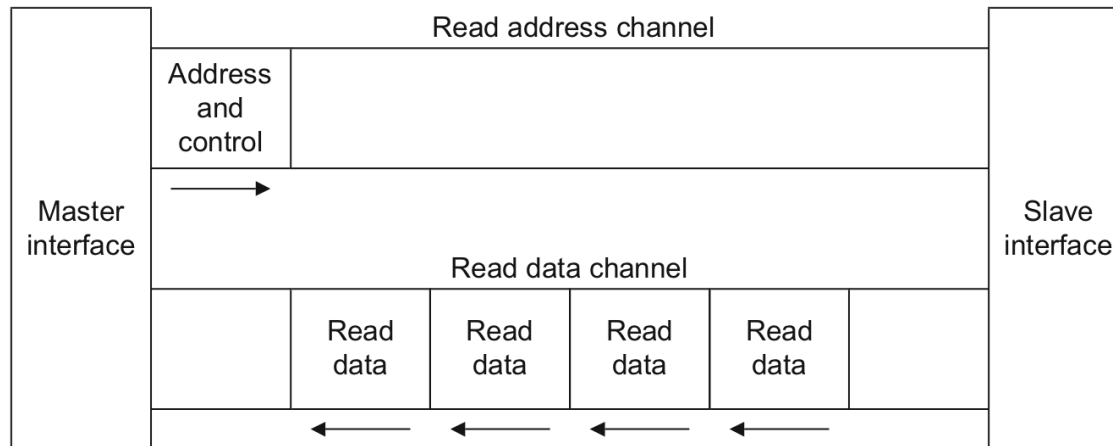 Read address channel
Address
and
control
Master
interface
Slave
interface
Read data channel
Read
data
Read
data
Read
data
Read
data